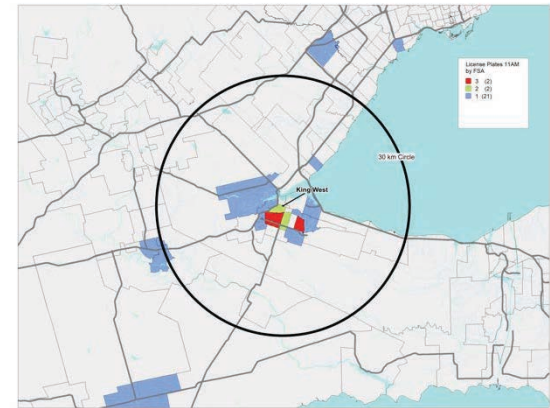 License Plates 11AM
by FSA
3 (2)
2 (2)
1 (21)
30 km Circle
King West